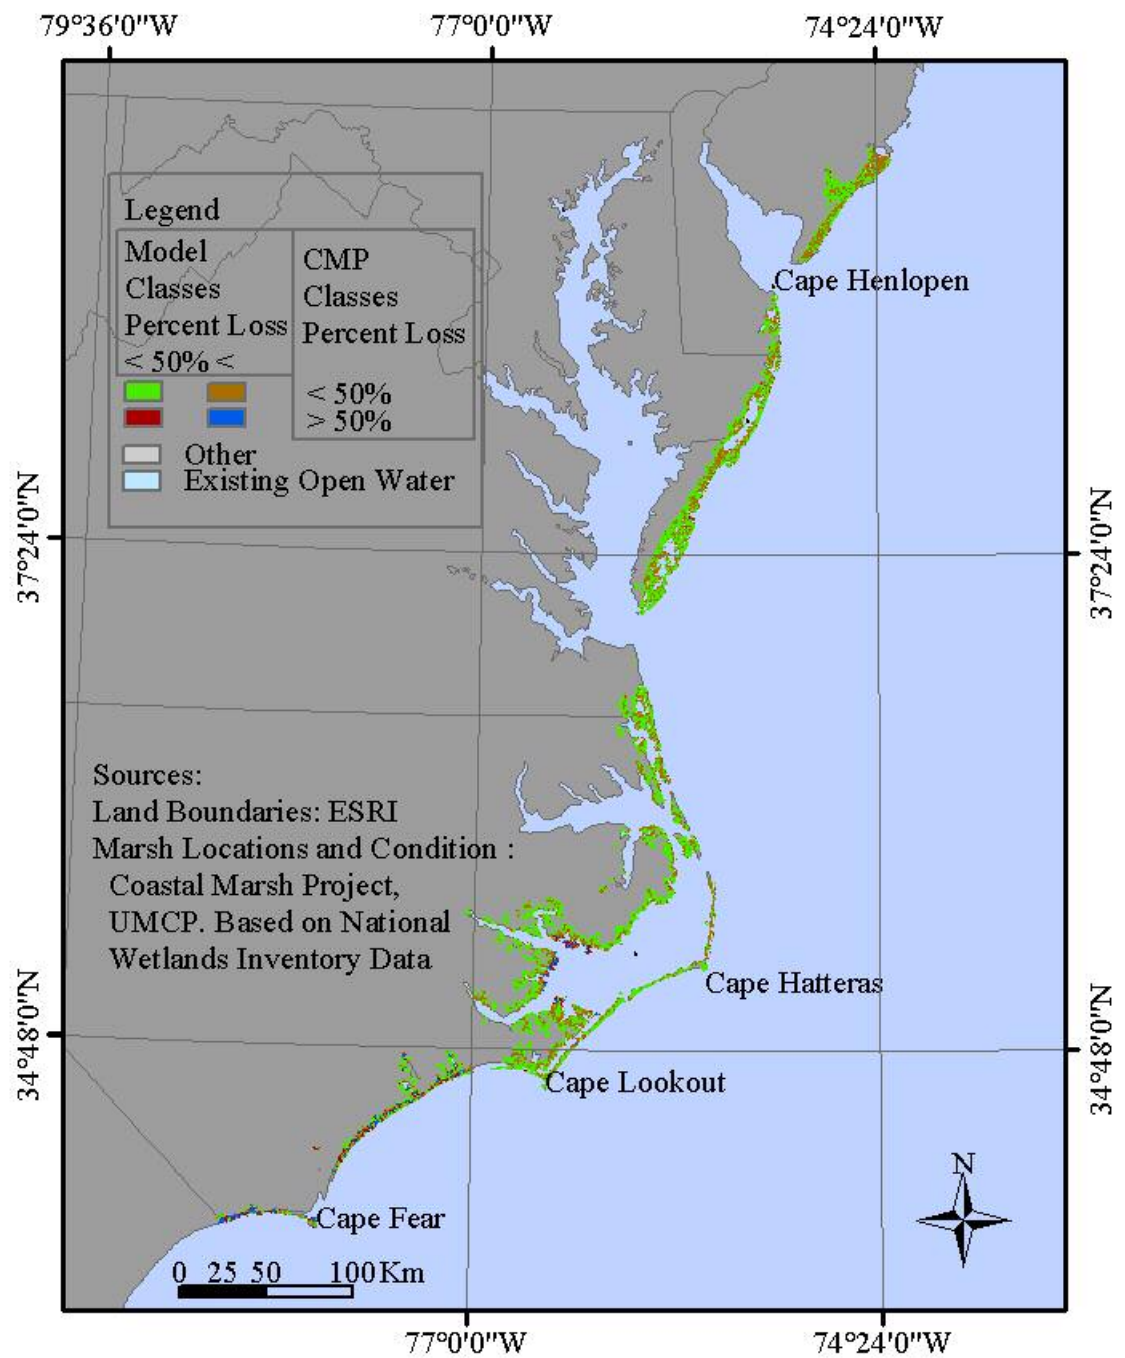 79°36'0"W
77°0'0"W
74°24'0"W
Legend
Model
Classes
Percent Loss
< 50% <
CMP
Classes
Percent Loss
< 50%
> 50%
Other
Existing Open Water
Cape Henlopen
37°24'0"N
37°24'0"N
Sources:
Land Boundaries: ESRI
Marsh Locations and Condition :
Coastal Marsh Project,
UMCP. Based on National
Wetlands Inventory Data
Cape Hatteras
34°48'0"N
34°48'0"N
Cape Lookout
N
Cape Fear
0 25 50 100 Km
77°0'0"W
74°24'0"W